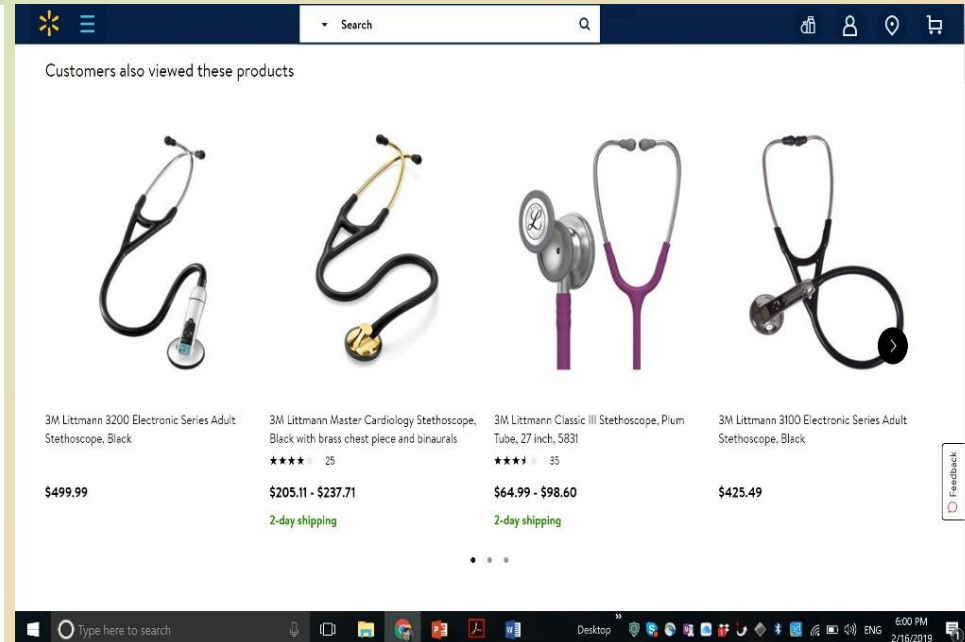 Search
Customers also viewed these products
3M Littmann 3200 Electronic Series Adult
Stethoscope, Black
$499.99
3M Littmann Master Cardiology Stethoscope,
Black with brass chest piece and binaurals
25
$205.11 - $237.71
2-day shipping
3M Littmann Classic III Stethoscope, Plum
Tube, 27 inch, 5831
35
$64.99 - $98.60
2-day shipping
3M Littmann 3100 Electronic Series Adult
Stethoscope, Black
$425.49
Feedback
Type here to search
Desktop
ENG
6:00 PM
2/16/2019